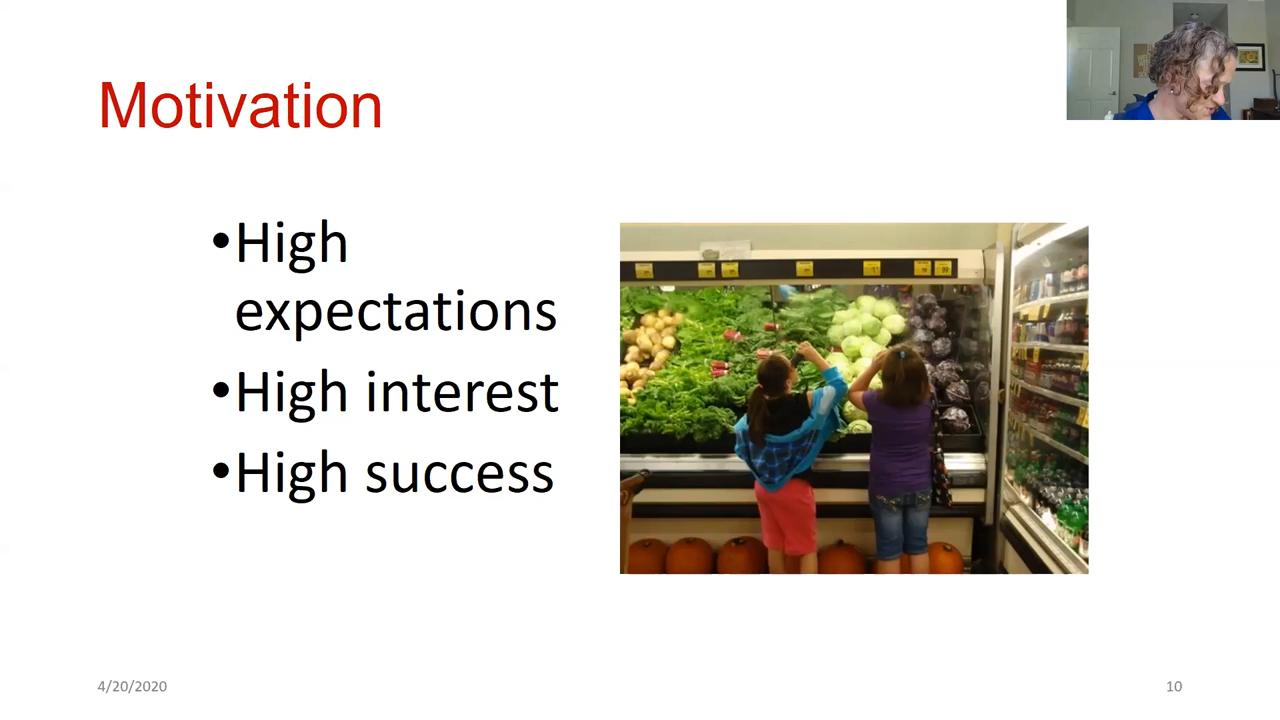 Motivation
•High
expectations
•High interest
•High success
4/20/2020
10